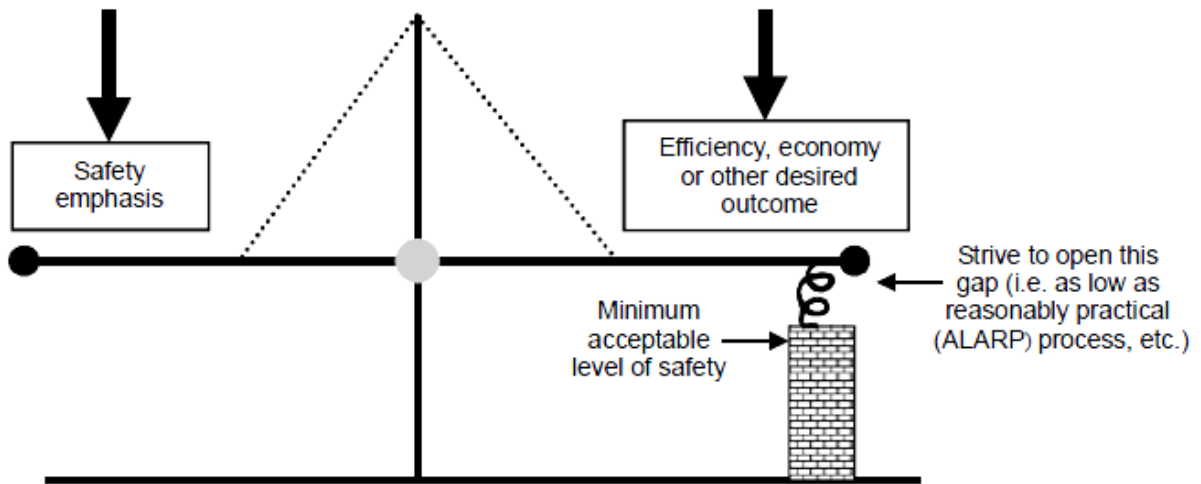 Safety
emphasis
Efficiency, economy
or other desired
outcome
Strive to open this
gap (i.e. as low as
reasonably practical
(ALARP) process, etc.)
Minimum
acceptable
level of safety